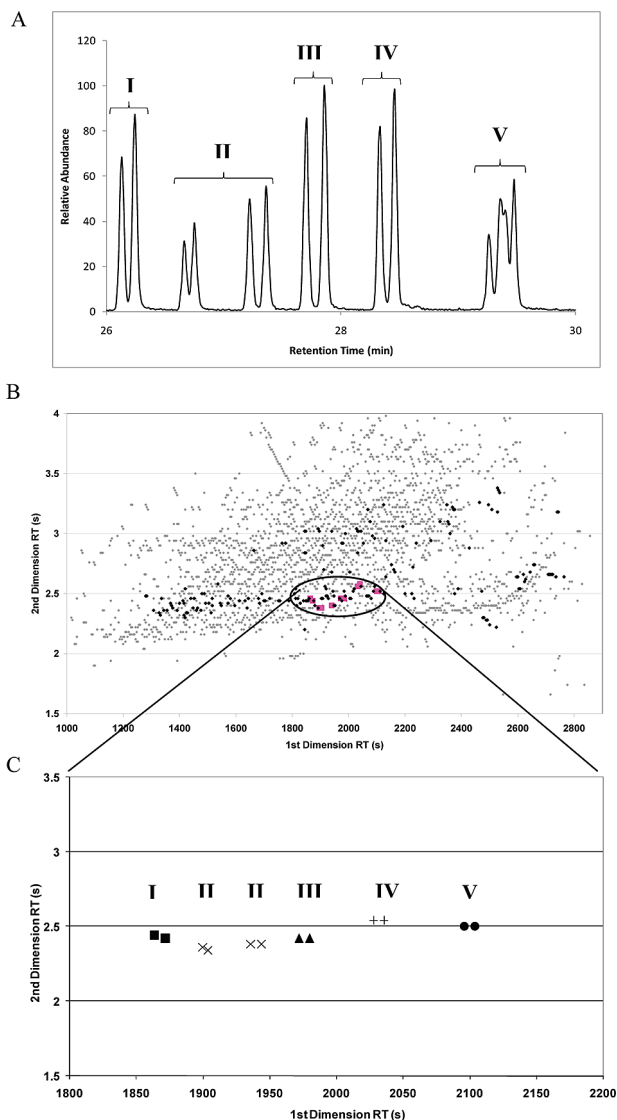 A
120
100
80
60
40
20
0
Relative Abundance
I
II
III
IV
V
26
28
30
Retention Time (min)
B
4
3.5
3
2.5
2
1.5
2nd Dimension RT (s)
1000
1200
1400
1600
1800
2000
2200
2400
2600
2800
1st Dimension RT (s)
C
3.5
3
2.5
2
1.5
2nd Dimension RT (s)
I
II
II
III
IV
V
1800
1850
1900
1950
2000
2050
2100
2150
2200
1st Dimension RT (s)